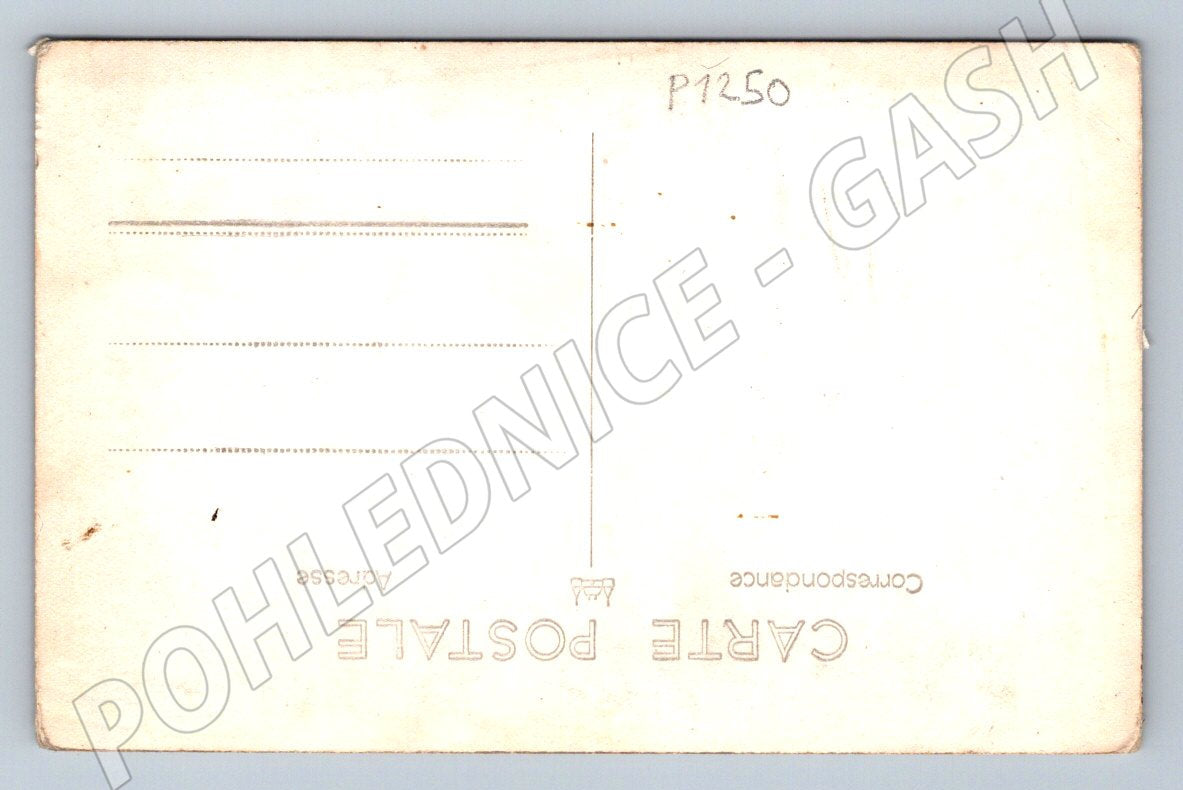 P1250
CARTE POSTALE
Correspondance
Adresse
POHLEDNICE - GASH